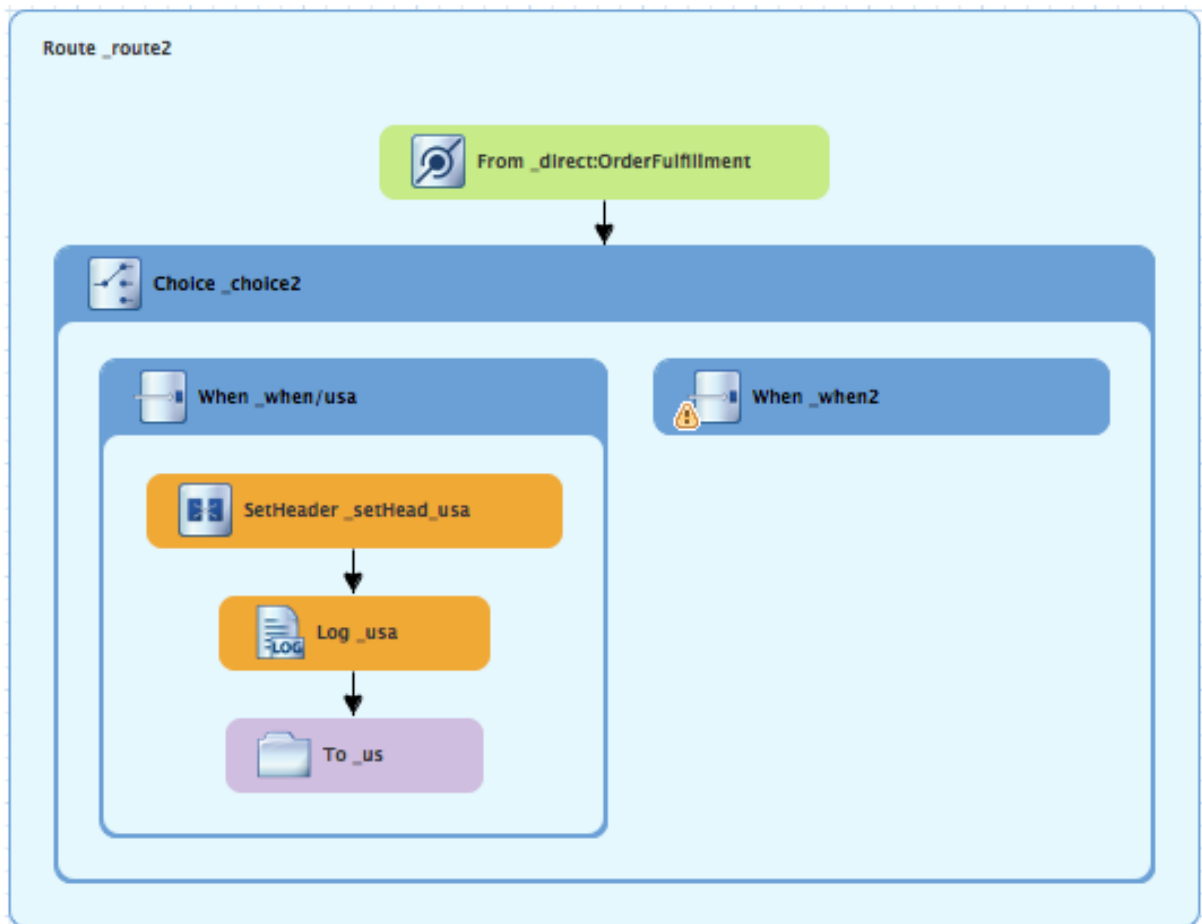 Route _route2
From _direct:OrderFulfillment
Choice _choice2
When _when/usa
When _when2
SetHeader _setHead_usa
Log _usa
LOG
To _us